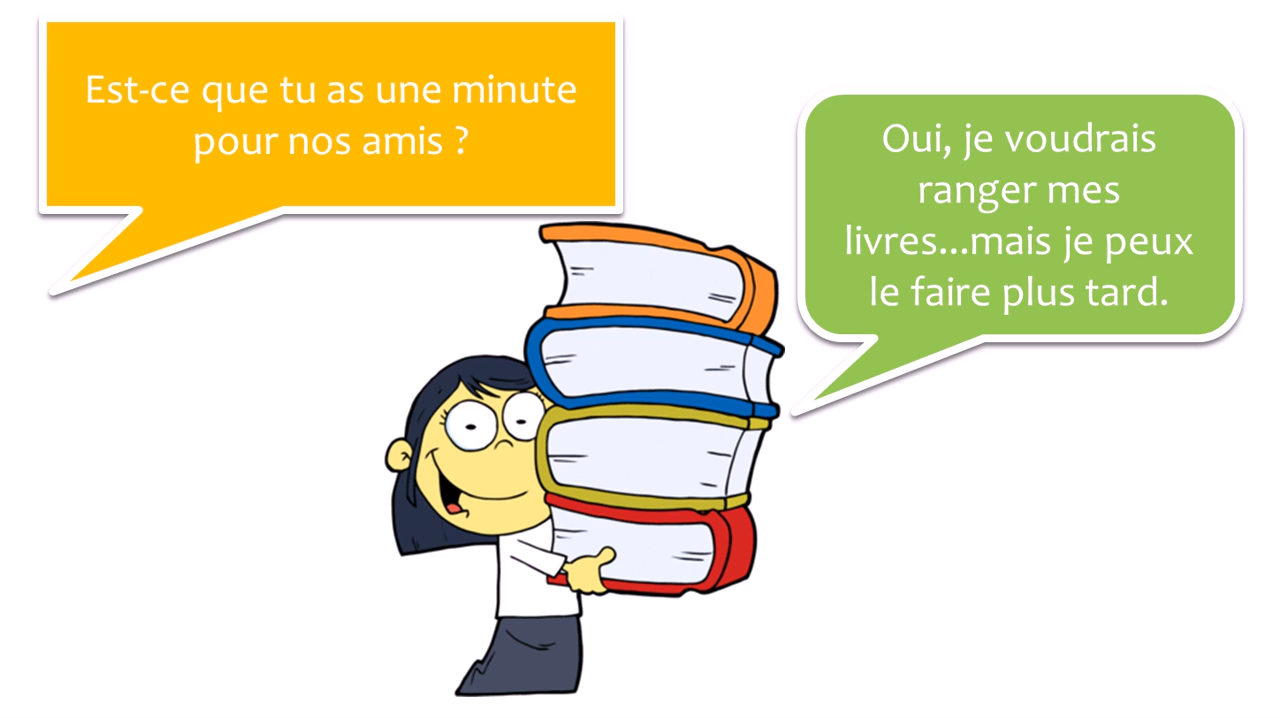 Est-ce que tu as une minute
pour nos amis ?
Oui, je voudrais
ranger mes
livres...mais je peux
le faire plus tard.